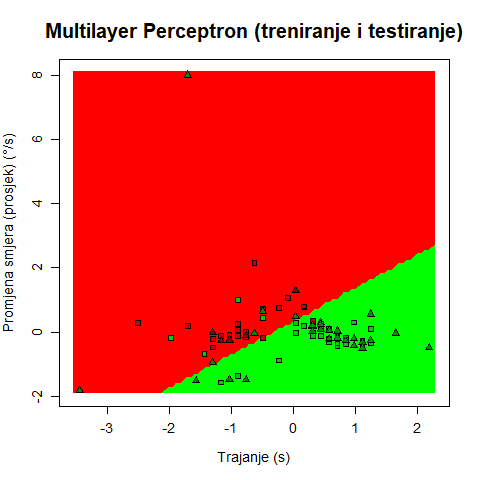 Multilayer Perceptron (treniranje i testiranje)
Promjena smjera (prosjek) (°/s)
8
6
4
2
0
-2
-3 -2 -1 0 1 2
Trajanje (s)